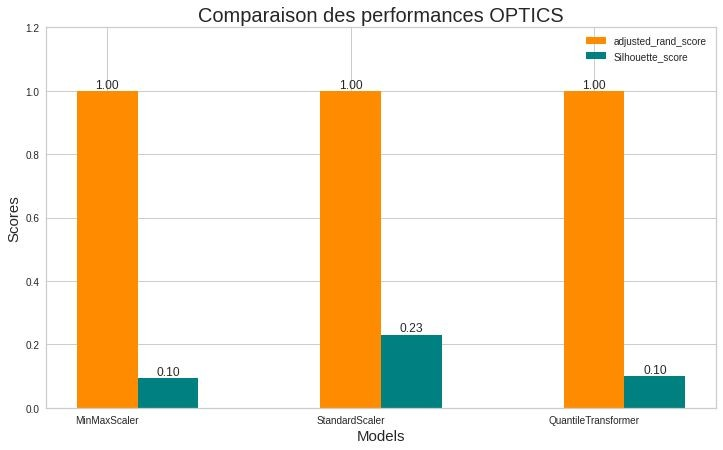 Comparaison des performances OPTICS
adjusted_rand_score
Silhouette_score
1.2
1.0
0.8
0.6
0.4
0.2
0.0
Scores
1.00
0.10
1.00
0.23
1.00
0.10
MinMaxScaler
StandardScaler
QuantileTransformer
Models